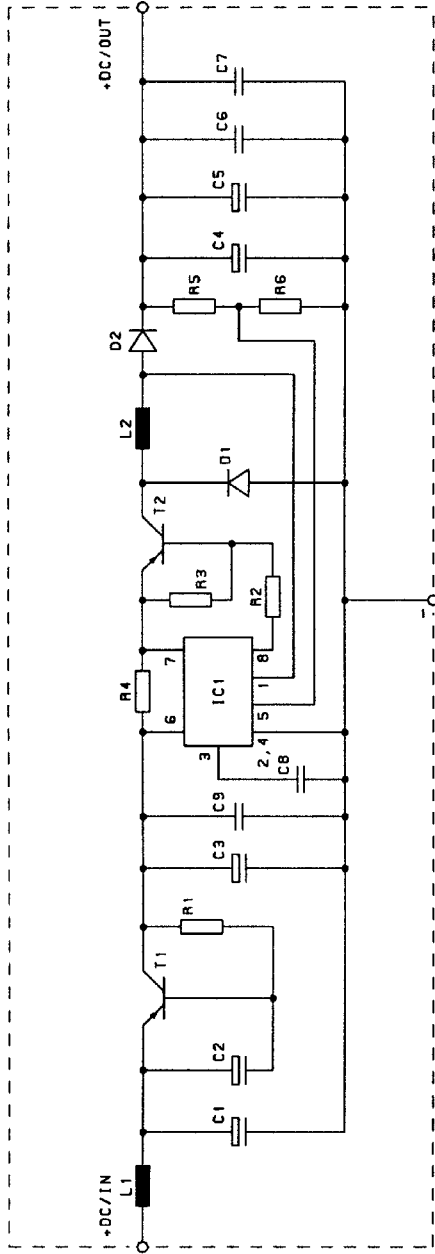 +DC/IN
L1
C1
C2
T1
R1
C3
C9
C8
3
2,4
5
1
8
6
7
IC1
R4
R3
R2
T2
D1
L2
D2
R5
R6
C4
C5
C6
C7
+DC/OUT
-